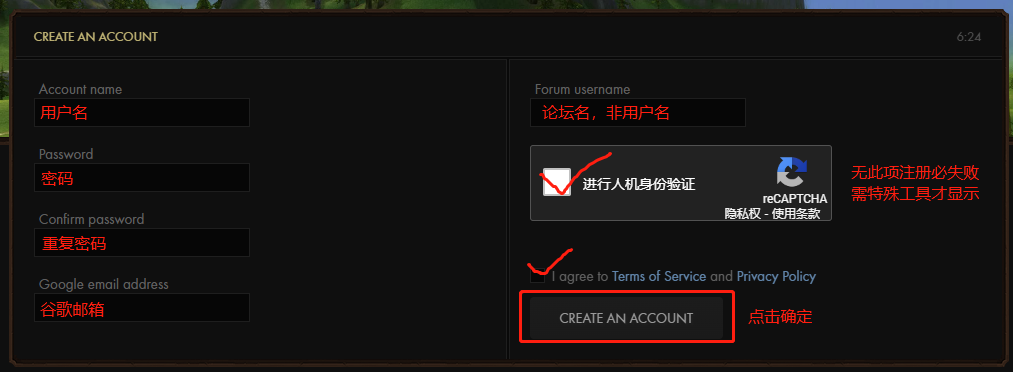 CREATE AN ACCOUNT
6:24
Account name
用户名
Password
密码
Confirm password
重复密码
Google email address
谷歌邮箱
Forum username
论坛名，非用户名
进行人机身份验证
reCAPTCHA
隐私权 - 使用条款
无此项注册必失败
需特殊工具才显示
I agree to Terms of Service and Privacy Policy
CREATE AN ACCOUNT
点击确定